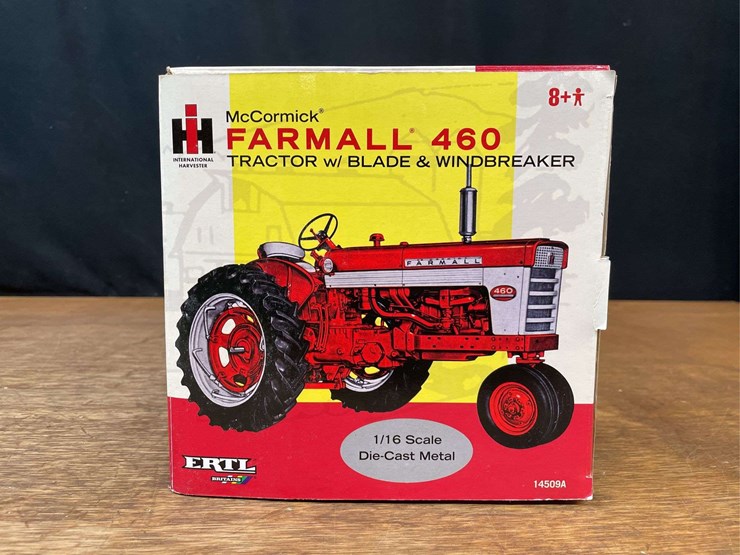 McCormick®
FARMALL® 460
TRACTOR w/ BLADE & WINDBREAKER
8+
IH
INTERNATIONAL
HARVESTER
FARMALL
460
1/16 Scale
Die-Cast Metal
ERTL
BRITAINS
14509A